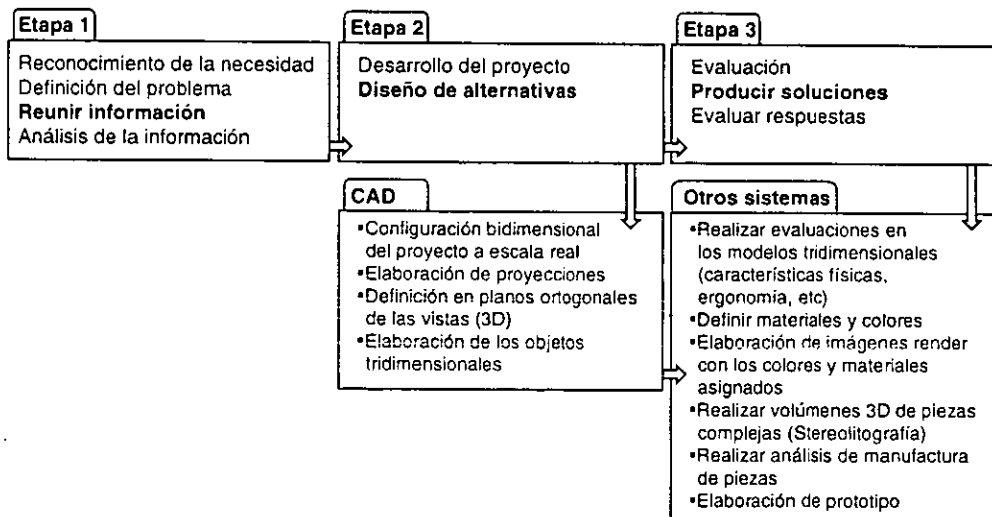 Etapa 1
Reconocimiento de la necesidad
Definición del problema
Reunir información
Análisis de la información
Etapa 2
Desarrollo del proyecto
Diseño de alternativas
Etapa 3
Evaluación
Producir soluciones
Evaluar respuestas
CAD
•Configuración bidimensional
del proyecto a escala real
•Elaboración de proyecciones
•Definición en planos ortogonales
de las vistas (3D)
•Elaboración de los objetos
tridimensionales
Otros sistemas
•Realizar evaluaciones en
los modelos tridimensionales
(características físicas,
ergonomía, etc)
•Definir materiales y colores
•Elaboración de imágenes render
con los colores y materiales
asignados
•Realizar volúmenes 3D de piezas
complejas (Stereolitografía)
•Realizar análisis de manufactura
de piezas
•Elaboración de prototipo